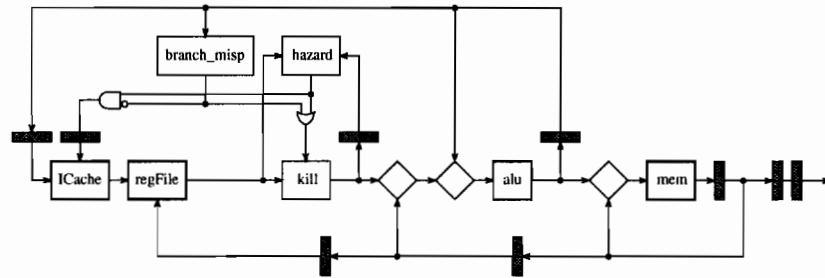 branch_misp
hazard
ICache
regFile
kill
alu
mem